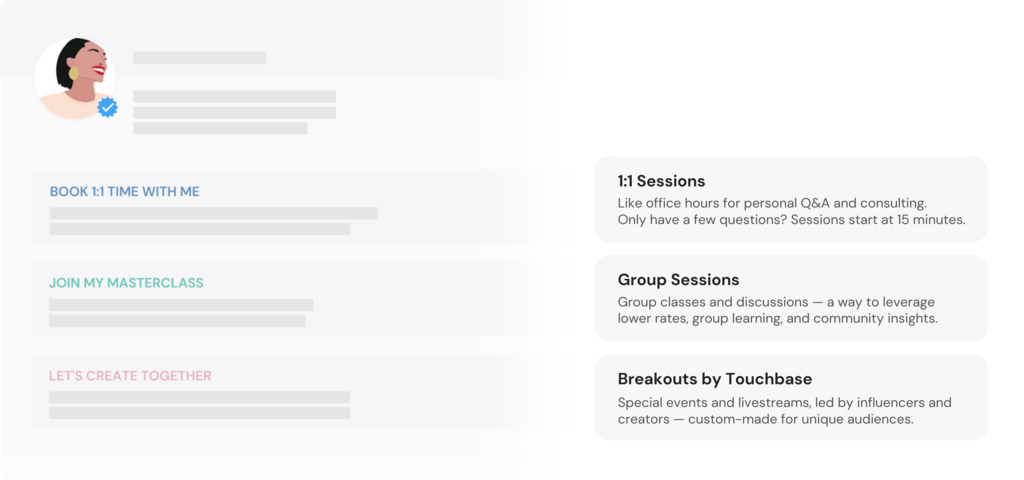 BOOK 1:1 TIME WITH ME
JOIN MY MASTERCLASS
LET'S CREATE TOGETHER
1:1 Sessions
Like office hours for personal Q&A and consulting.
Only have a few questions? Sessions start at 15 minutes.
Group Sessions
Group classes and discussions — a way to leverage
lower rates, group learning, and community insights.
Breakouts by Touchbase
Special events and livestreams, led by influencers and
creators — custom-made for unique audiences.